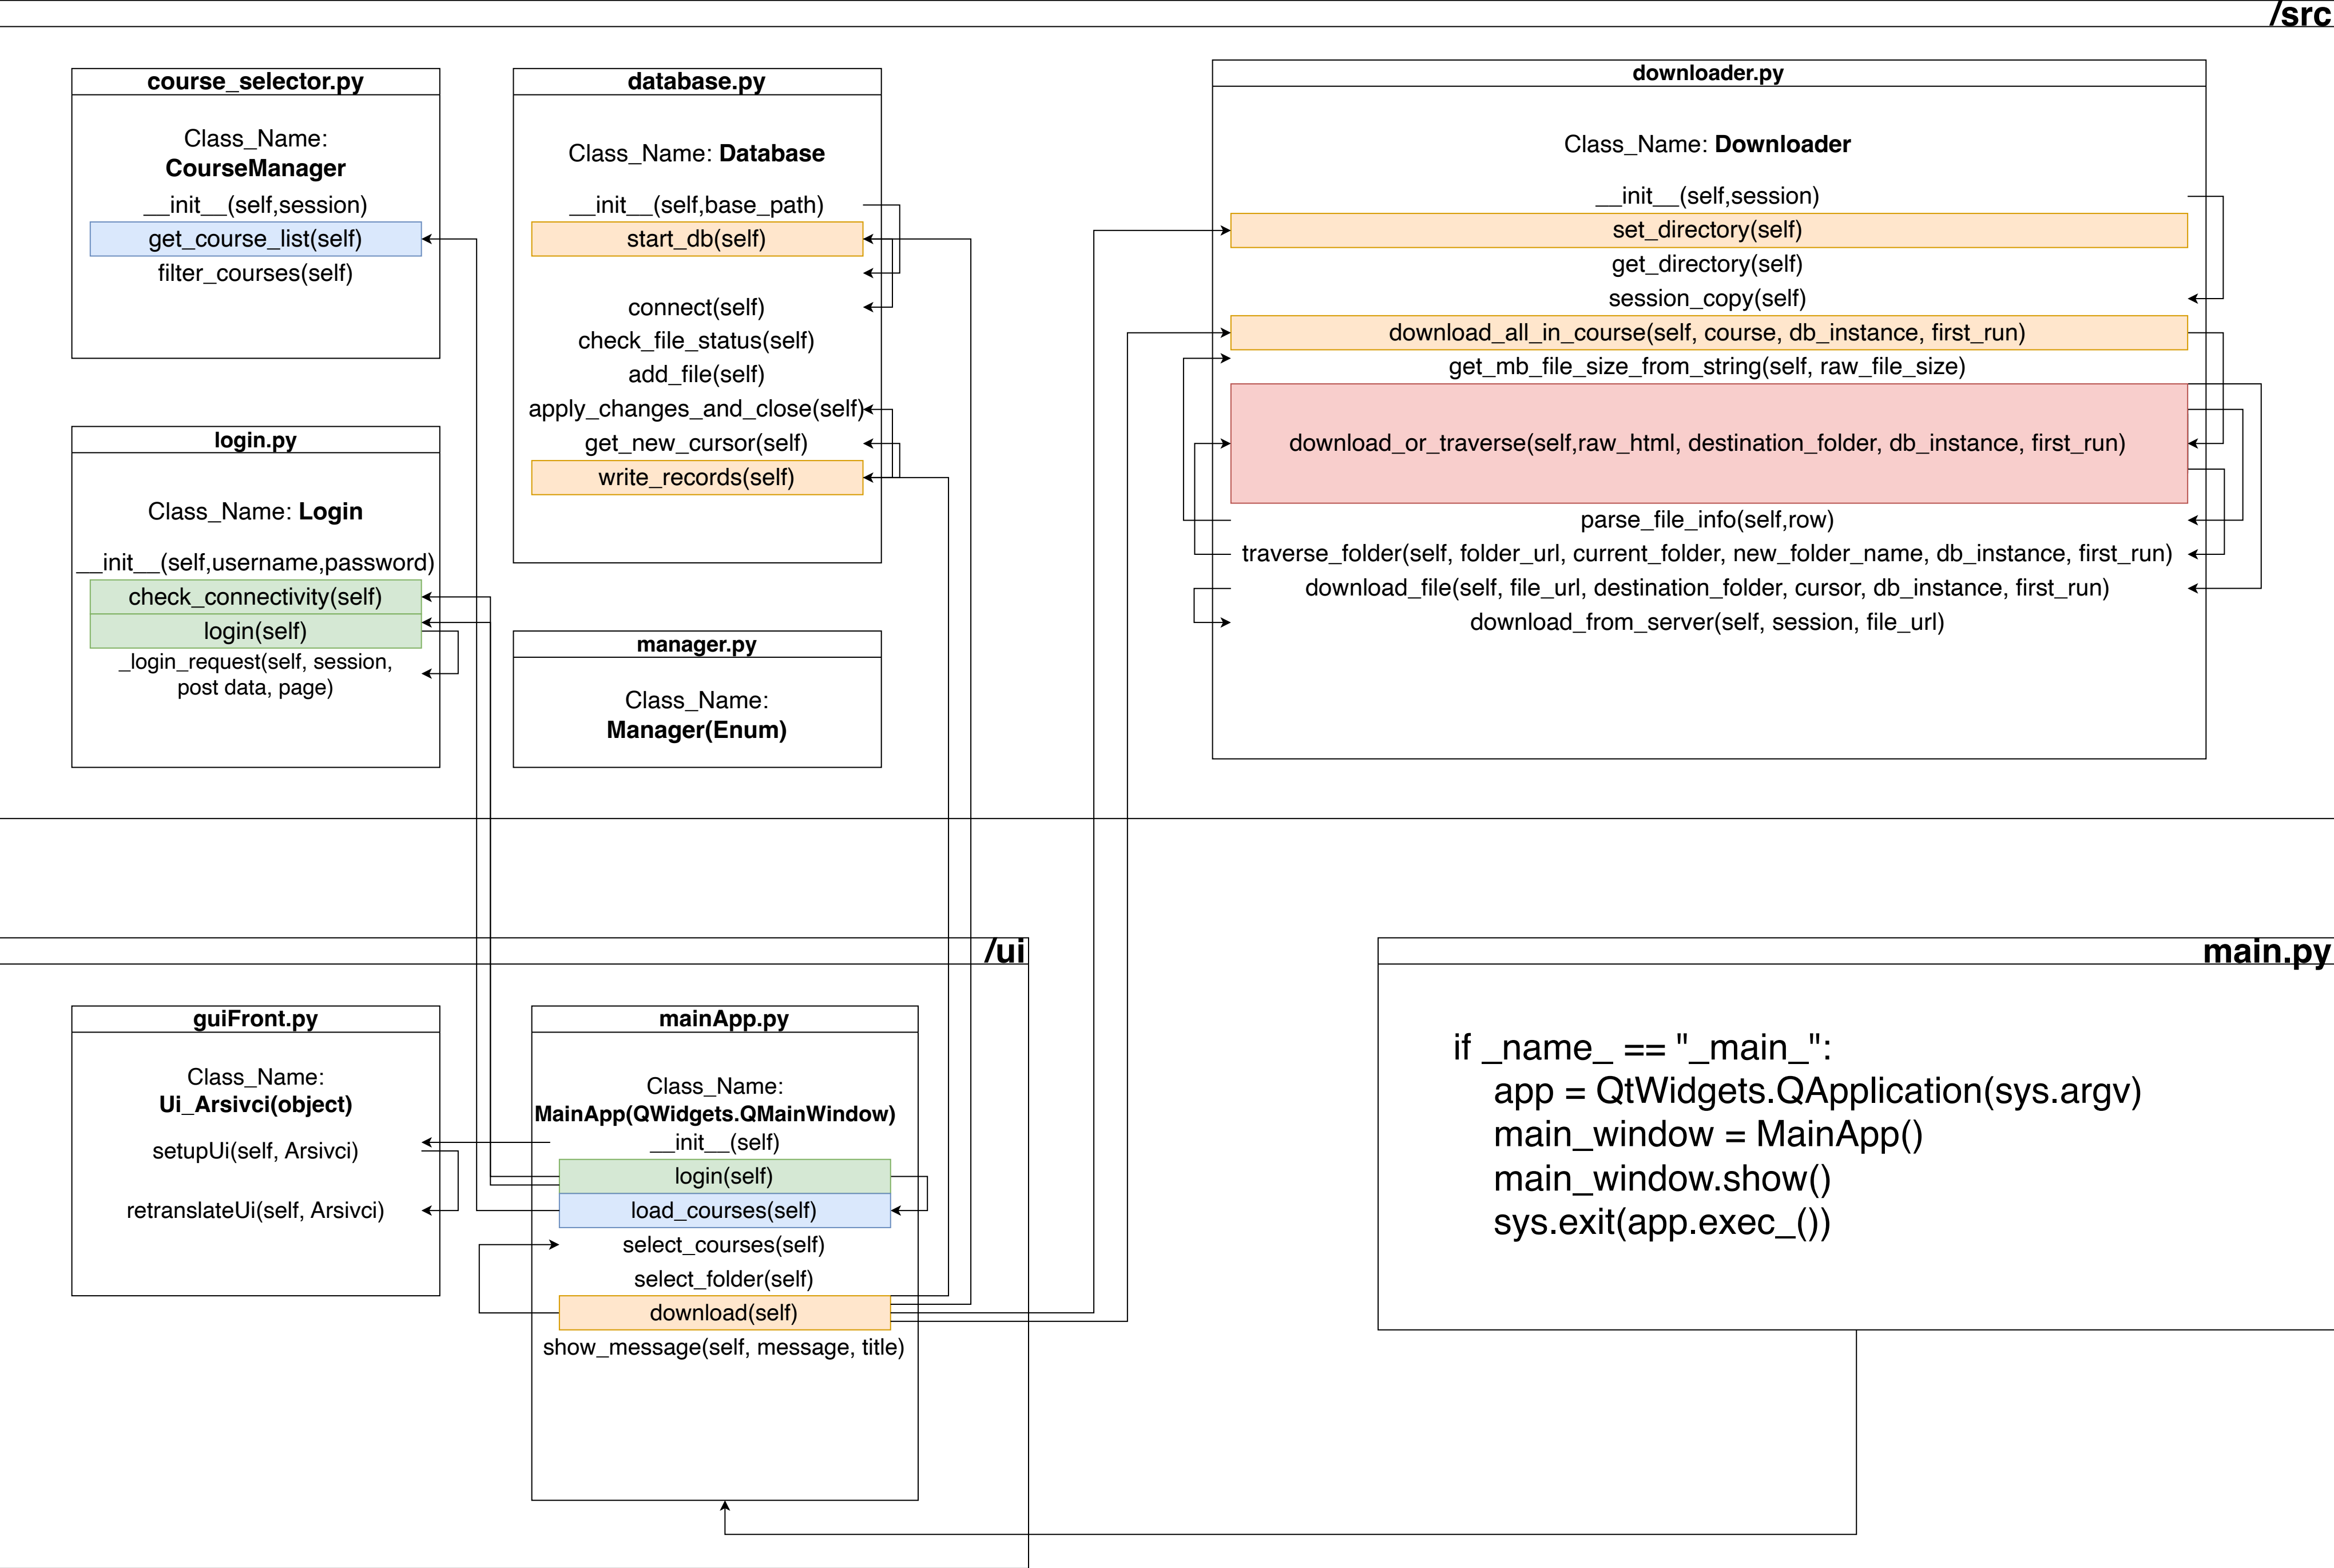 /src
course_selector.py
Class_Name:
CourseManager
__init__(self,session)
get_course_list(self)
filter_courses(self)
database.py
Class_Name: Database
__init__(self,base_path)
start_db(self)
connect(self)
check_file_status(self)
add_file(self)
apply_changes_and_close(self)
get_new_cursor(self)
write_records(self)
downloader.py
Class_Name: Downloader
__init__(self,session)
set_directory(self)
get_directory(self)
session_copy(self)
download_all_in_course(self, course, db_instance, first_run)
get_mb_file_size_from_string(self, raw_file_size)
download_or_traverse(self,raw_html, destination_folder, db_instance, first_run)
parse_file_info(self,row)
traverse_folder(self, folder_url, current_folder, new_folder_name, db_instance, first_run)
download_file(self, file_url, destination_folder, cursor, db_instance, first_run)
download_from_server(self, session, file_url)
login.py
Class_Name: Login
__init__(self,username,password)
check_connectivity(self)
login(self)
_login_request(self, session,
post data, page)
manager.py
Class_Name:
Manager(Enum)
/ui
guiFront.py
Class_Name:
Ui_Arsivci(object)
setupUi(self, Arsivci)
retranslateUi(self, Arsivci)
mainApp.py
Class_Name:
MainApp(QWidgets.QMainWindow)
__init__(self)
login(self)
load_courses(self)
select_courses(self)
select_folder(self)
download(self)
show_message(self, message, title)
main.py
if _name_ == "_main_":
app = QtWidgets.QApplication(sys.argv)
main_window = MainApp()
main_window.show()
sys.exit(app.exec_())